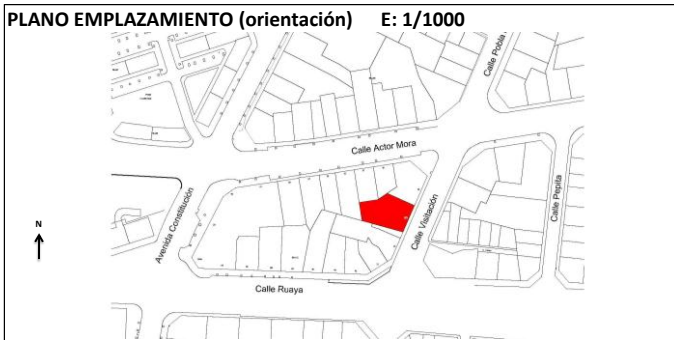 PLANO EMPLAZAMIENTO (orientación) E: 1/1000
Calle Pobla
Calle Actor Mora
N
Avenida Constitución
Calle Visitación
Calle Pepita
Calle Ruaya